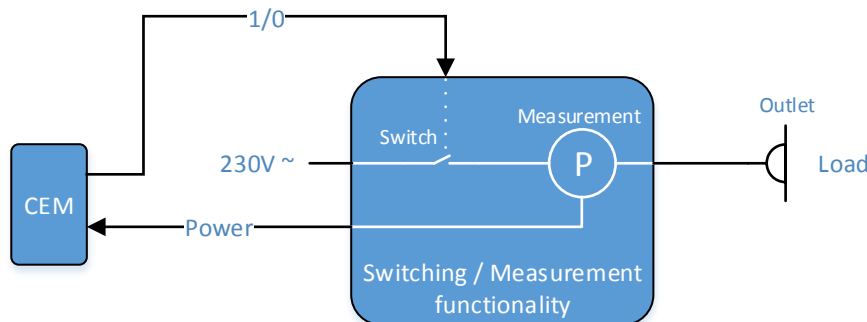 1/0
Outlet
Measurement
Switch
230V ~
P
Load
CEM
Power
Switching / Measurement
functionality